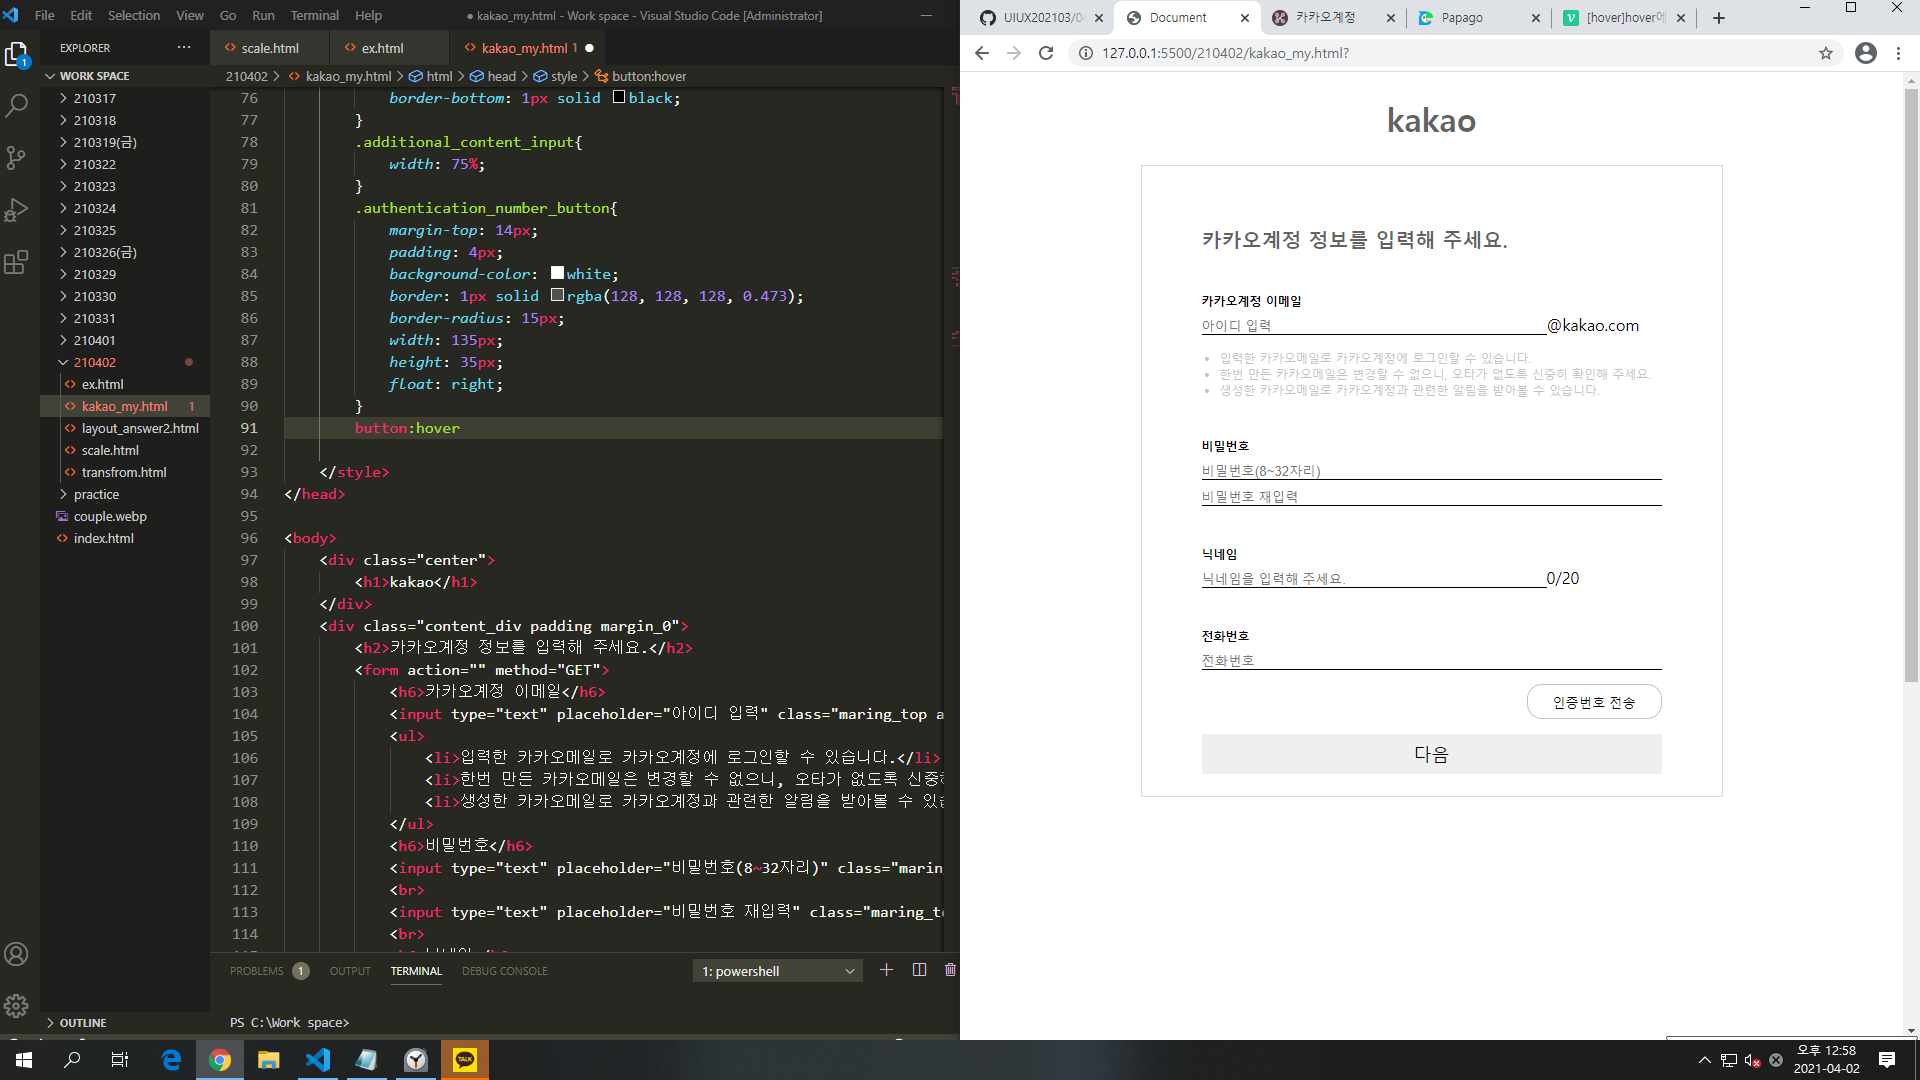 File Edit Selection View Go Run Terminal Help
● kakao_my.html - Work space - Visual Studio Code [Administrator]
EXPLORER
WORK SPACE
210317
210318
210319(금)
210322
210323
210324
210325
210326(금)
210329
210330
210331
210401
210402
ex.html
kakao_my.html 1
layout_answer2.html
scale.html
transfrom.html
practice
couple.webp
index.html
OUTLINE
scale.html
ex.html
kakao_my.html 1
210402 > kakao_my.html > html > head > style > button:hover
76 border-bottom: 1px solid black;
77 }
78 .additional_content_input{
79 width: 75%;
80 }
81 .authentication_number_button{
82 margin-top: 14px;
83 padding: 4px;
84 background-color: white;
85 border: 1px solid rgba(128, 128, 128, 0.473);
86 border-radius: 15px;
87 width: 135px;
88 height: 35px;
89 float: right;
90 }
91 button:hover
92
93 </style>
94 </head>
95
96 <body>
97 <div class="center">
98 <h1>kakao</h1>
99 </div>
100 <div class="content_div padding margin_0">
101 <h2>카카오계정 정보를 입력해 주세요.</h2>
102 <form action="" method="GET">
103 <h6>카카오계정 이메일</h6>
104 <input type="text" placeholder="아이디 입력" class="maring_top a
105 <ul>
106 <li>입력한 카카오메일로 카카오계정에 로그인할 수 있습니다.</li>
107 <li>한번 만든 카카오메일은 변경할 수 없으니, 오타가 없도록 신중히
108 <li>생성한 카카오메일로 카카오계정과 관련한 알림을 받아볼 수 있습
109 </ul>
110 <h6>비밀번호</h6>
111 <input type="text" placeholder="비밀번호(8~32자리)" class="marin
112 <br>
113 <input type="text" placeholder="비밀번호 재입력" class="maring_t
114 <br>
PROBLEMS 1 OUTPUT TERMINAL DEBUG CONSOLE
1: powershell
PS C:\Work space>
UIUX202103/0
Document
카카오계정
Papago
[hover]hover에
127.0.0.1:5500/210402/kakao_my.html?
kakao
카카오계정 정보를 입력해 주세요.
카카오계정 이메일
아이디 입력 @kakao.com
• 입력한 카카오메일로 카카오계정에 로그인할 수 있습니다.
• 한번 만든 카카오메일은 변경할 수 없으니, 오타가 없도록 신중히 확인해 주세요.
• 생성한 카카오메일로 카카오계정과 관련한 알림을 받아볼 수 있습니다.
비밀번호
비밀번호(8~32자리)
비밀번호 재입력
닉네임
닉네임을 입력해 주세요. 0/20
전화번호
전화번호
인증번호 전송
다음
TALK
오후 12:58
2021-04-02